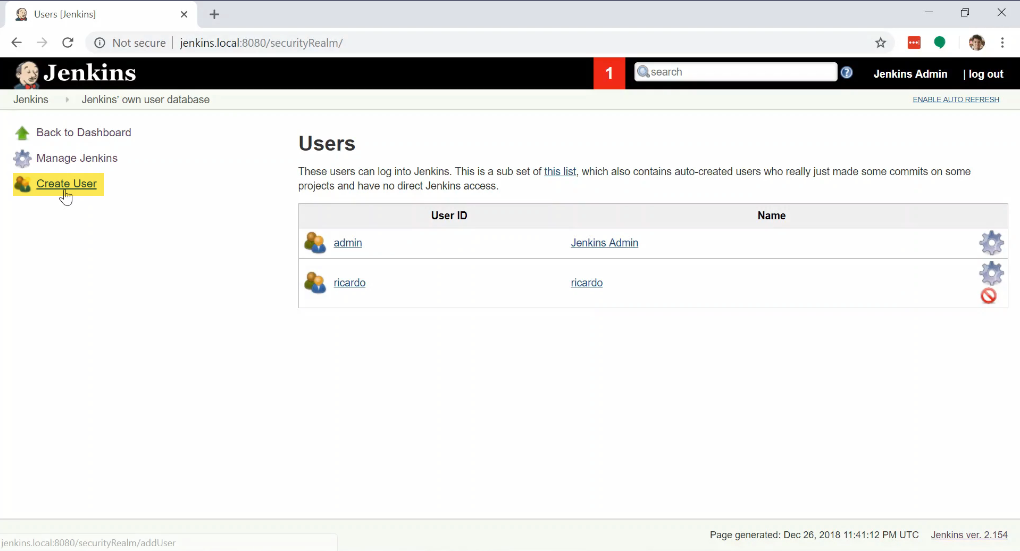 Users [Jenkins]
Not secure | jenkins.local:8080/securityRealm/
Jenkins
1
search
Jenkins Admin
| log out
Jenkins
Jenkins' own user database
ENABLE AUTO REFRESH
Back to Dashboard
Manage Jenkins
Create User
Users
These users can log into Jenkins. This is a sub set of this list, which also contains auto-created users who really just made some commits on some
projects and have no direct Jenkins access.
User ID Name
admin Jenkins Admin
ricardo ricardo
Page generated: Dec 26, 2018 11:41:12 PM UTC Jenkins ver. 2.154
jenkins.local:8080/securityRealm/addUser